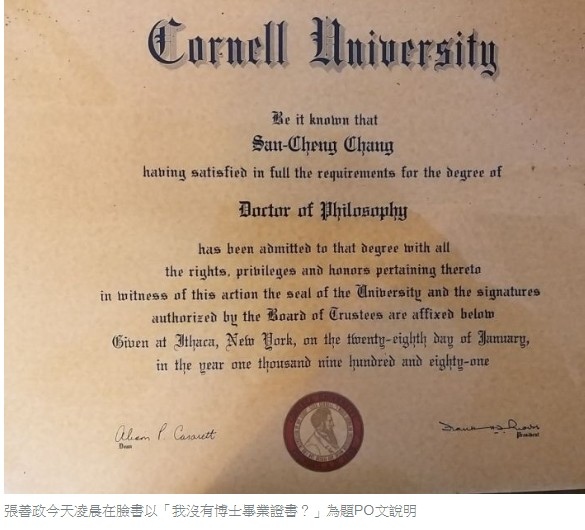 Cornell University
Be it known that
San-Cheng Chang
having satisfied in full the requirements for the degree of
Doctor of Philosophy
has been admitted to that degree with all
the rights, privileges and honors pertaining thereto
in witness of this action the seal of the University and the signatures
authorized by the Board of Trustees are affixed below
Given at Ithaca, New York, on the twenty-eighth day of January,
in the year one thousand nine hundred and eighty-one
Alison P.
Dean
President
張善政今天凌晨在臉書以「我沒有博士畢業證書？」為題PO文說明